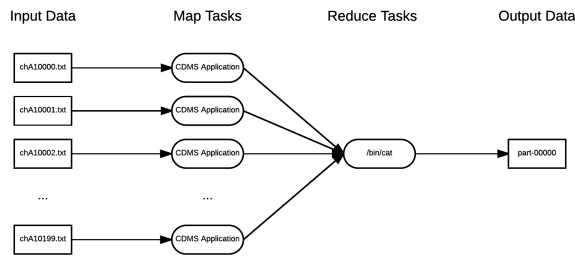 Input Data Map Tasks Reduce Tasks Output Data
chA10000.txt CDMS Application
chA10001.txt CDMS Application
chA10002.txt CDMS Application /bin/cat part-00000
... ...
chA10199.txt CDMS Application